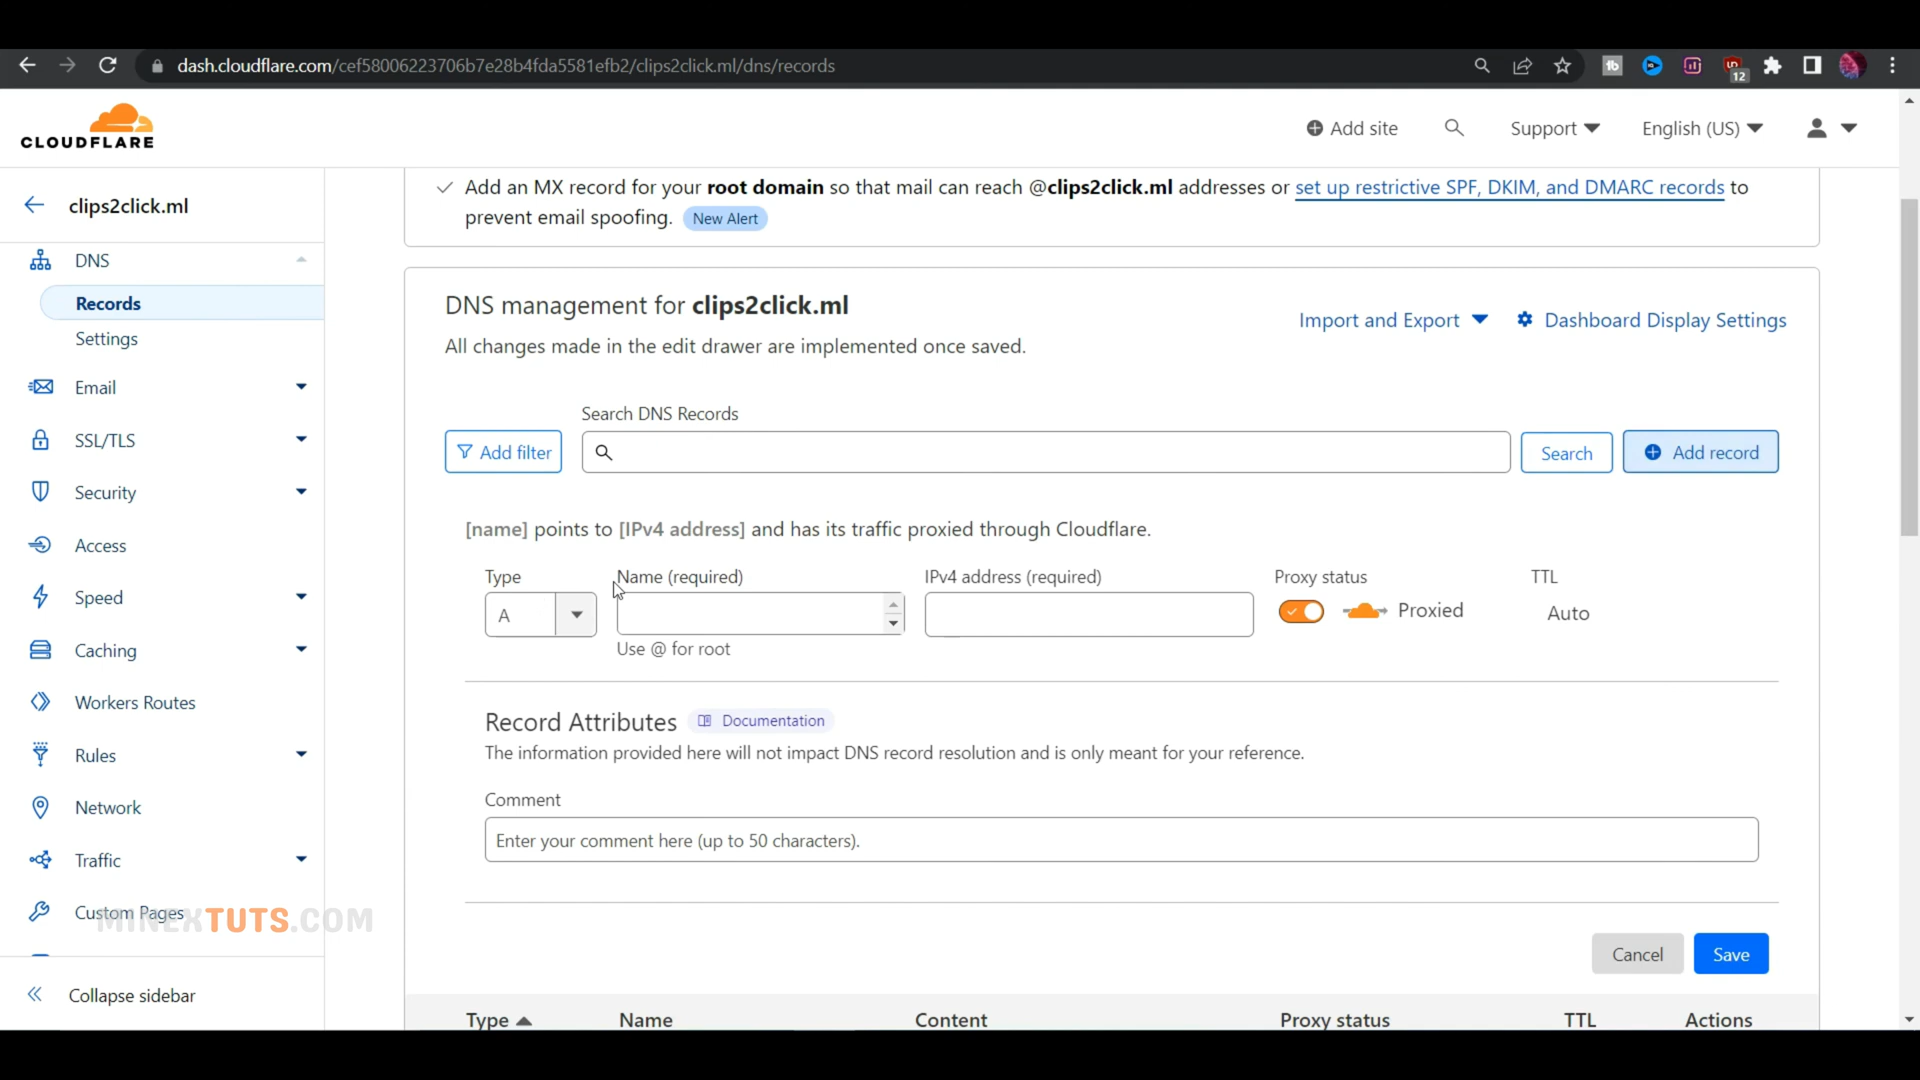 dash.cloudflare.com/cef58006223706b7e28b4fda5581efb2/clips2click.ml/dns/records
12
CLOUDFLARE
Add site
Support
English (US)
clips2click.ml
DNS
Records
Settings
Email
SSL/TLS
Security
Access
Speed
Caching
Workers Routes
Rules
Network
Traffic
Custom Pages
MINEXTUTS.COM
Collapse sidebar
Add an MX record for your root domain so that mail can reach @clips2click.ml addresses or set up restrictive SPF, DKIM, and DMARC records to
prevent email spoofing. New Alert
DNS management for clips2click.ml
All changes made in the edit drawer are implemented once saved.
Import and Export
Dashboard Display Settings
Search DNS Records
Add filter
Search
Add record
[name] points to [IPv4 address] and has its traffic proxied through Cloudflare.
Type
Name (required)
IPv4 address (required)
Proxy status
TTL
A
Proxied
Auto
Use @ for root
Record Attributes
Documentation
The information provided here will not impact DNS record resolution and is only meant for your reference.
Comment
Enter your comment here (up to 50 characters).
Cancel
Save
Type
Name
Content
Proxy status
TTL
Actions